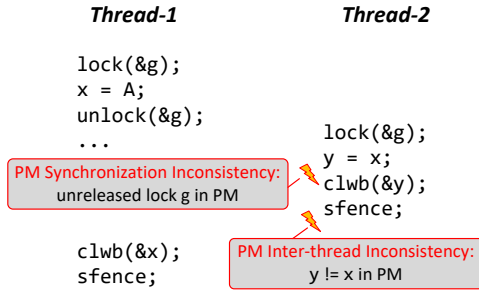 Thread-1
Thread-2
lock(&g);
x = A;
unlock(&g);
...
lock(&g);
y = x;
clwb(&y);
sfence;
PM Synchronization Inconsistency:
unreleased lock g in PM
clwb(&x);
sfence;
PM Inter-thread Inconsistency:
y != x in PM